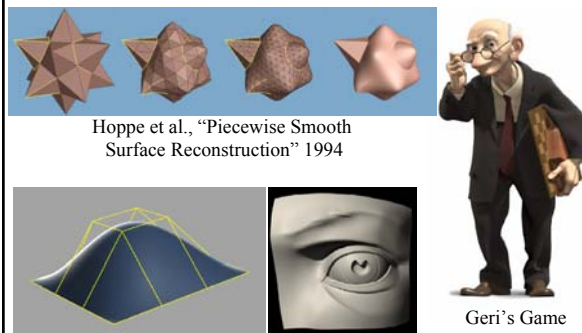 Hoppe et al., “Piecewise Smooth
Surface Reconstruction” 1994
Geri’s Game